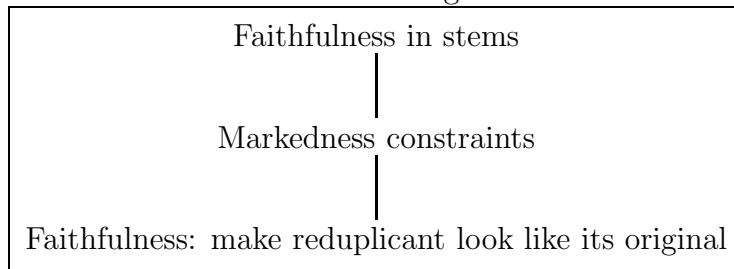 Faithfulness in stems
Markedness constraints
Faithfulness: make reduplicant look like its original